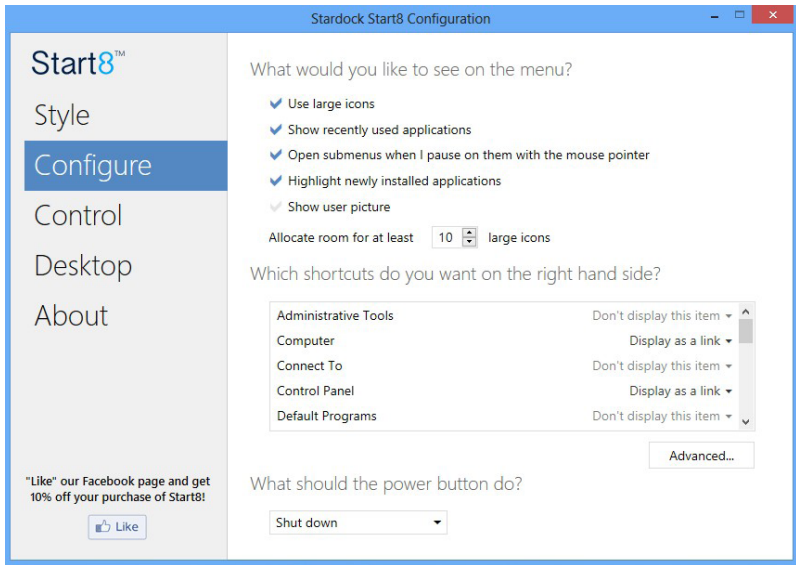 Stardock Start8 Configuration
Start8™
Style
Configure
Control
Desktop
About
"Like" our Facebook page and get
10% off your purchase of Start8!
Like
What would you like to see on the menu?
Use large icons
Show recently used applications
Open submenus when I pause on them with the mouse pointer
Highlight newly installed applications
Show user picture
Allocate room for at least 10 large icons
Which shortcuts do you want on the right hand side?
Administrative Tools Don't display this item
Computer Display as a link
Connect To Don't display this item
Control Panel Display as a link
Default Programs Don't display this item
Advanced...
What should the power button do?
Shut down